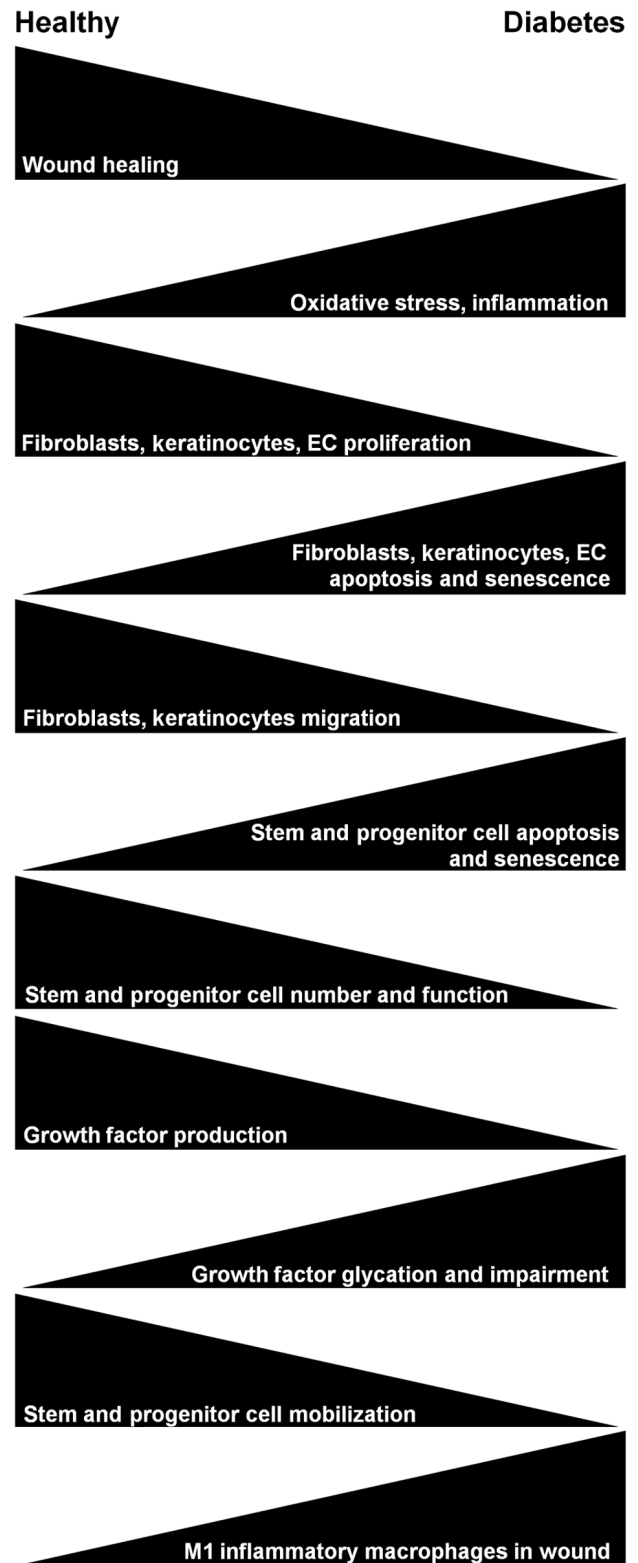 Healthy Diabetes
Wound healing
Oxidative stress, inflammation
Fibroblasts, keratinocytes, EC proliferation
Fibroblasts, keratinocytes, EC
apoptosis and senescence
Fibroblasts, keratinocytes migration
Stem and progenitor cell apoptosis
and senescence
Stem and progenitor cell number and function
Growth factor production
Growth factor glycation and impairment
Stem and progenitor cell mobilization
M1 inflammatory macrophages in wound